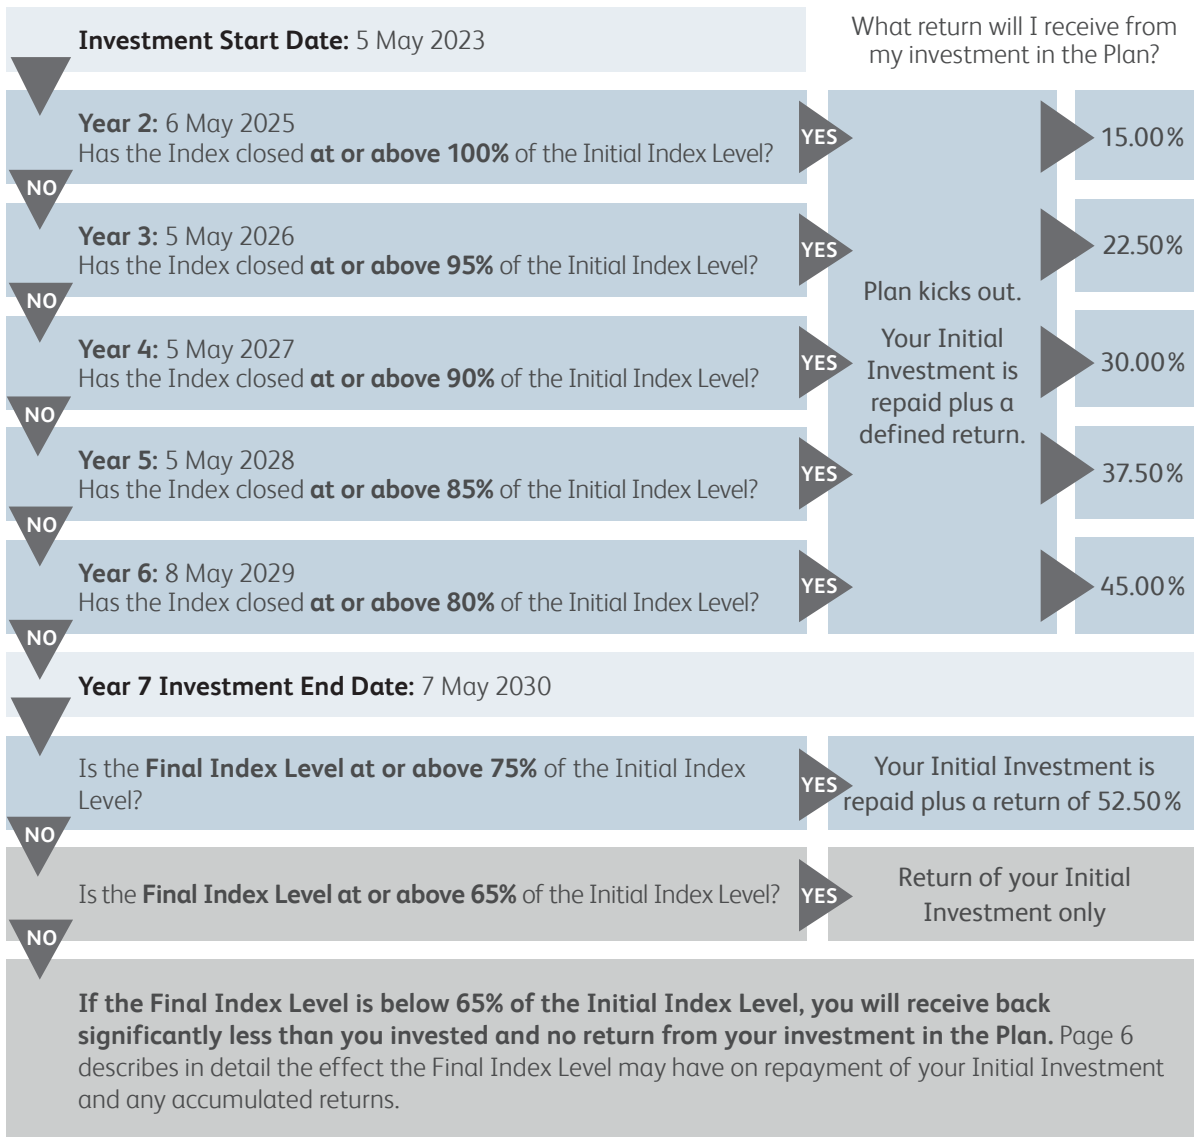 Investment Start Date: 5 May 2023
What return will I receive from
my investment in the Plan?
Year 2: 6 May 2025
Has the Index closed at or above 100% of the Initial Index Level?
YES
15.00%
NO
Year 3: 5 May 2026
Has the Index closed at or above 95% of the Initial Index Level?
YES
22.50%
NO
Year 4: 5 May 2027
Has the Index closed at or above 90% of the Initial Index Level?
YES
30.00%
NO
Year 5: 5 May 2028
Has the Index closed at or above 85% of the Initial Index Level?
YES
37.50%
NO
Year 6: 8 May 2029
Has the Index closed at or above 80% of the Initial Index Level?
YES
45.00%
NO
Plan kicks out.
Your Initial
Investment is
repaid plus a
defined return.
Year 7 Investment End Date: 7 May 2030
Is the Final Index Level at or above 75% of the Initial Index
Level?
YES
Your Initial Investment is
repaid plus a return of 52.50%
NO
Is the Final Index Level at or above 65% of the Initial Index Level?
YES
Return of your Initial
Investment only
NO
If the Final Index Level is below 65% of the Initial Index Level, you will receive back
significantly less than you invested and no return from your investment in the Plan. Page 6
describes in detail the effect the Final Index Level may have on repayment of your Initial Investment
and any accumulated returns.